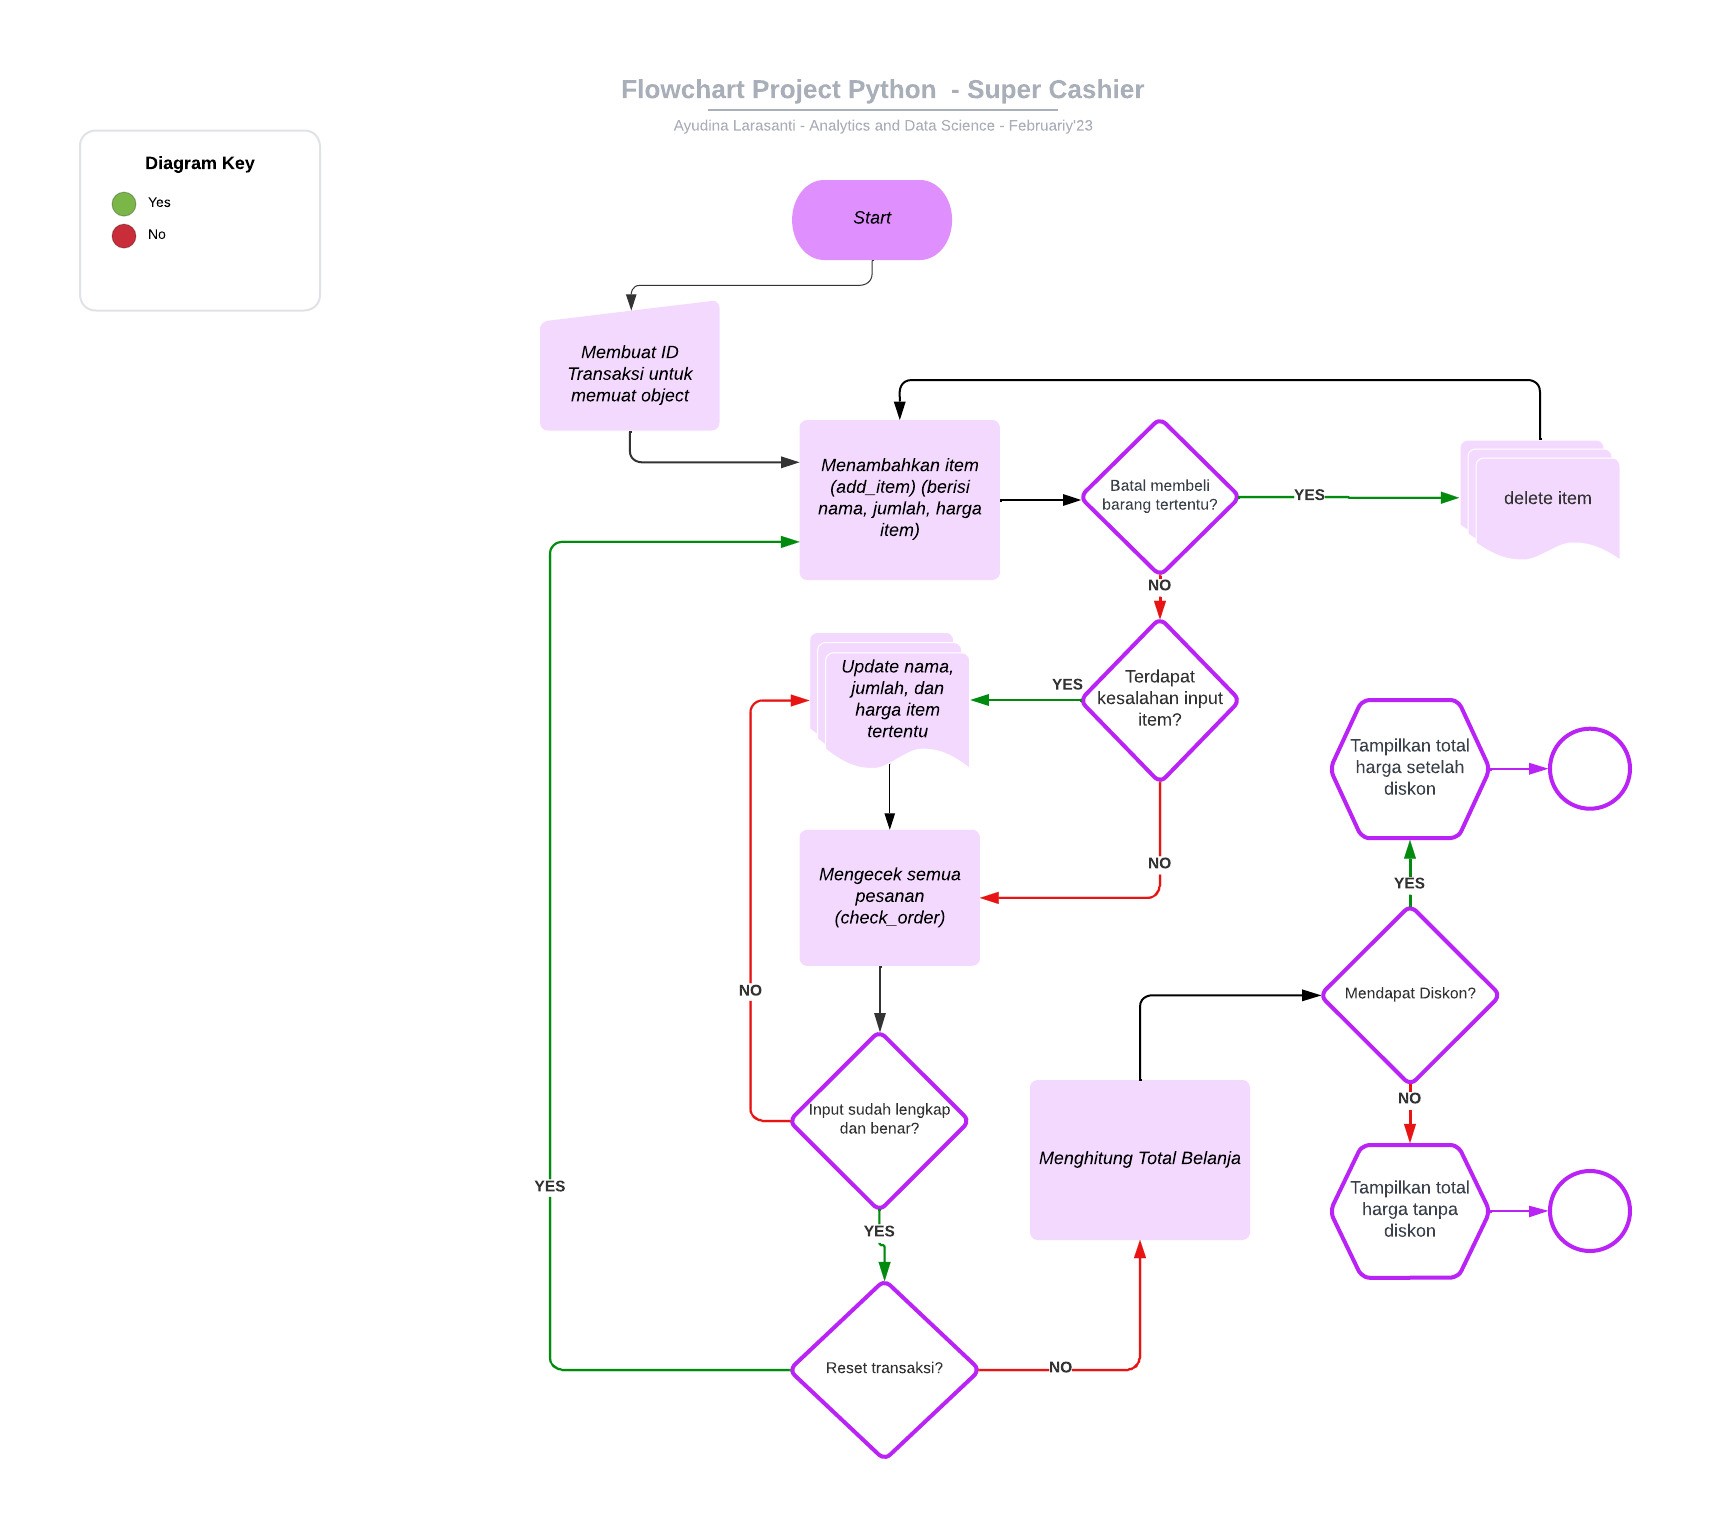 Flowchart Project Python  - Super Cashier
Ayudina Larasanti - Analytics and Data Science - Februariy'23
Diagram Key
Yes
No
Start
Membuat ID
Transaksi untuk
memuat object
Menambahkan item
(add_item) (berisi
nama, jumlah, harga
item)
Batal membeli
barang tertentu?
YES
delete item
NO
Terdapat
kesalahan input
item?
YES
Update nama,
jumlah, dan
harga item
tertentu
NO
Mengecek semua
pesanan
(check_order)
NO
Input sudah lengkap
dan benar?
YES
YES
Reset transaksi?
NO
Menghitung Total Belanja
Mendapat Diskon?
YES
Tampilkan total
harga setelah
diskon
NO
Tampilkan total
harga tanpa
diskon